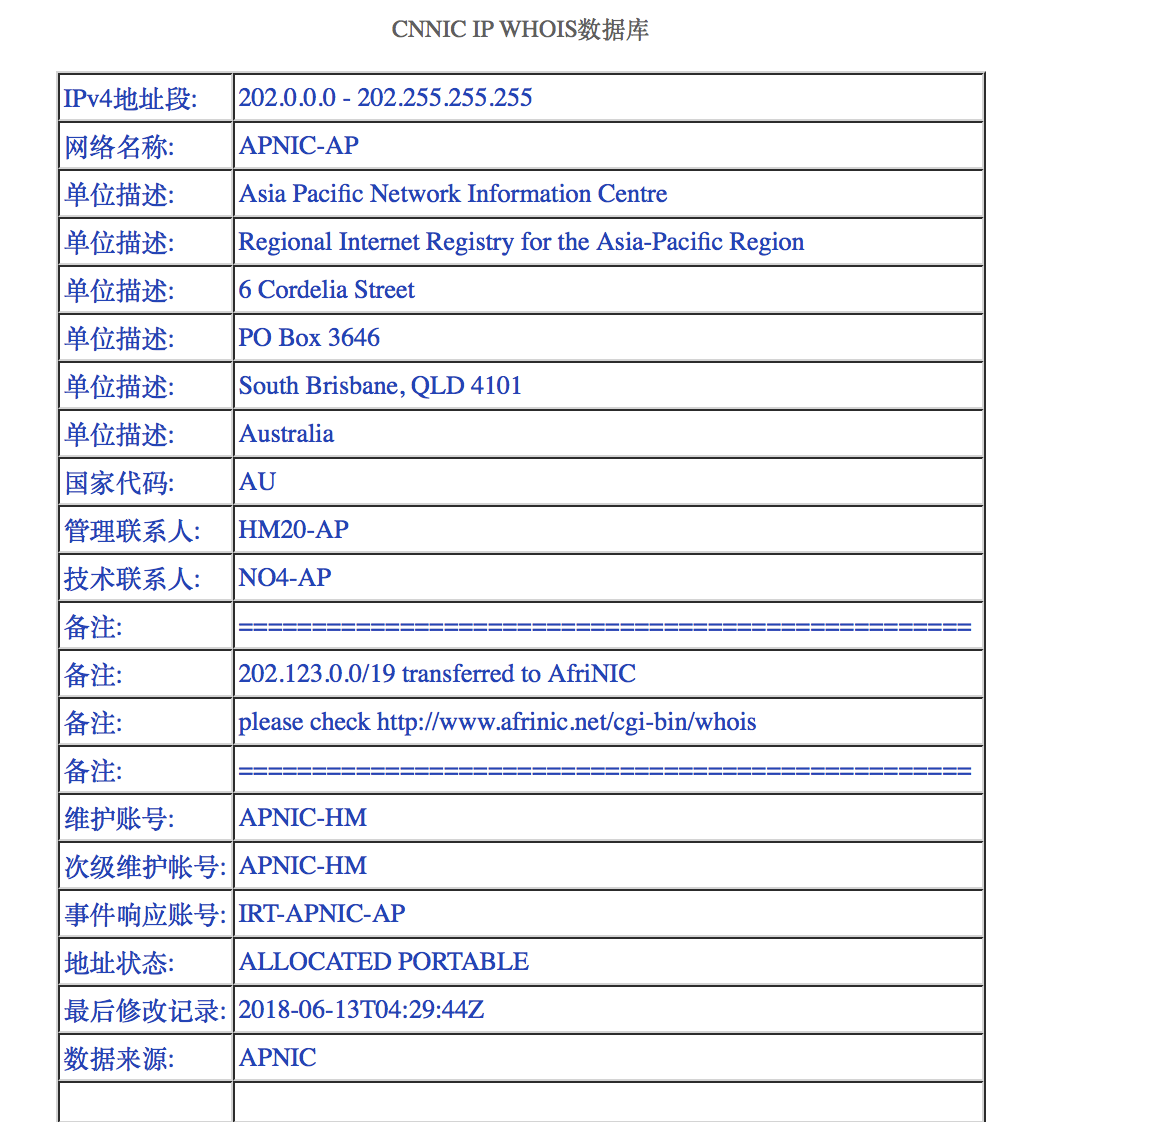 CNNIC IP WHOIS数据库
IPv4地址段: 202.0.0.0 - 202.255.255.255
网络名称: APNIC-AP
单位描述: Asia Pacific Network Information Centre
单位描述: Regional Internet Registry for the Asia-Pacific Region
单位描述: 6 Cordelia Street
单位描述: PO Box 3646
单位描述: South Brisbane, QLD 4101
单位描述: Australia
国家代码: AU
管理联系人: HM20-AP
技术联系人: NO4-AP
备注: ==================================================
备注: 202.123.0.0/19 transferred to AfriNIC
备注: please check http://www.afrinic.net/cgi-bin/whois
备注: ==================================================
维护账号: APNIC-HM
次级维护帐号: APNIC-HM
事件响应账号: IRT-APNIC-AP
地址状态: ALLOCATED PORTABLE
最后修改记录: 2018-06-13T04:29:44Z
数据来源: APNIC